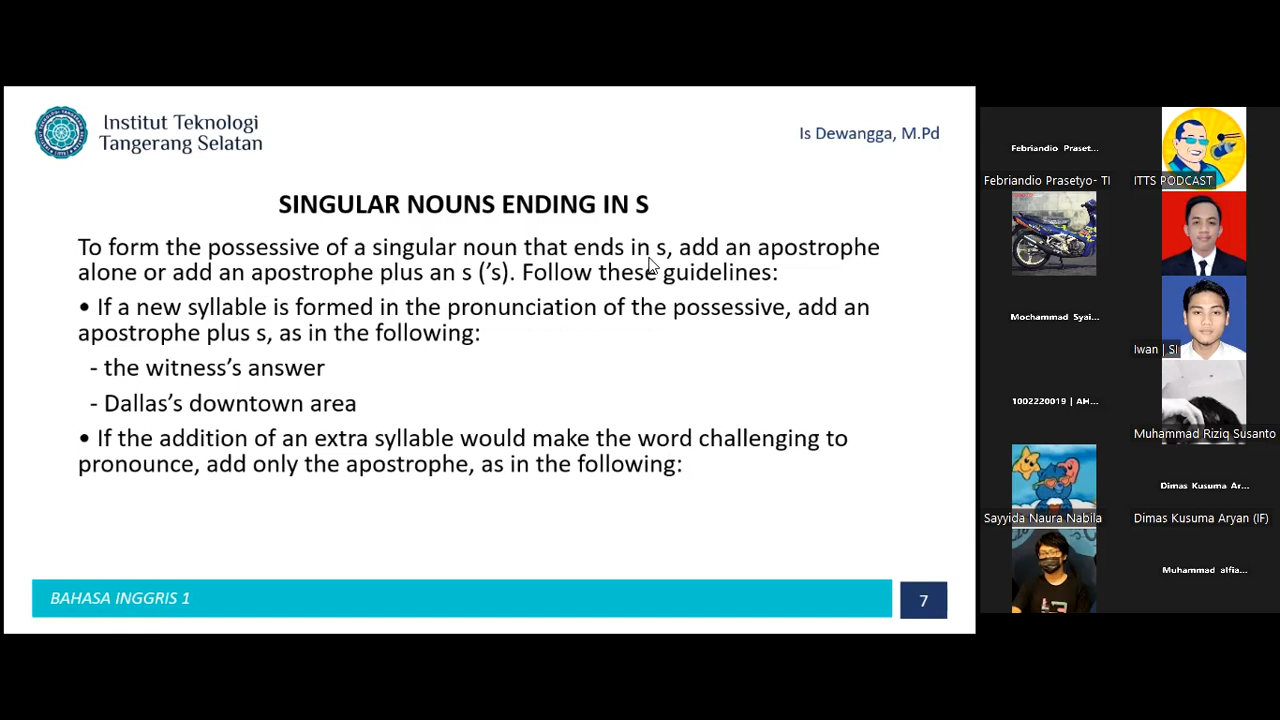 Institut Teknologi
Tangerang Selatan
Is Dewangga, M.Pd
SINGULAR NOUNS ENDING IN S
To form the possessive of a singular noun that ends in s, add an apostrophe
alone or add an apostrophe plus an s (’s). Follow these guidelines:
• If a new syllable is formed in the pronunciation of the possessive, add an
apostrophe plus s, as in the following:
- the witness’s answer
- Dallas’s downtown area
• If the addition of an extra syllable would make the word challenging to
pronounce, add only the apostrophe, as in the following:
BAHASA INGGRIS 1
7
Febriandio Praset...
Febriandio Prasetyo- TI
ITTS PODCAST
Mochammad Syai...
Iwan | SI
1002220019 | AH...
Muhammad Riziq Susanto
Sayyida Naura Nabila
Dimas Kusuma Ar...
Dimas Kusuma Aryan (IF)
Muhammad alfia...